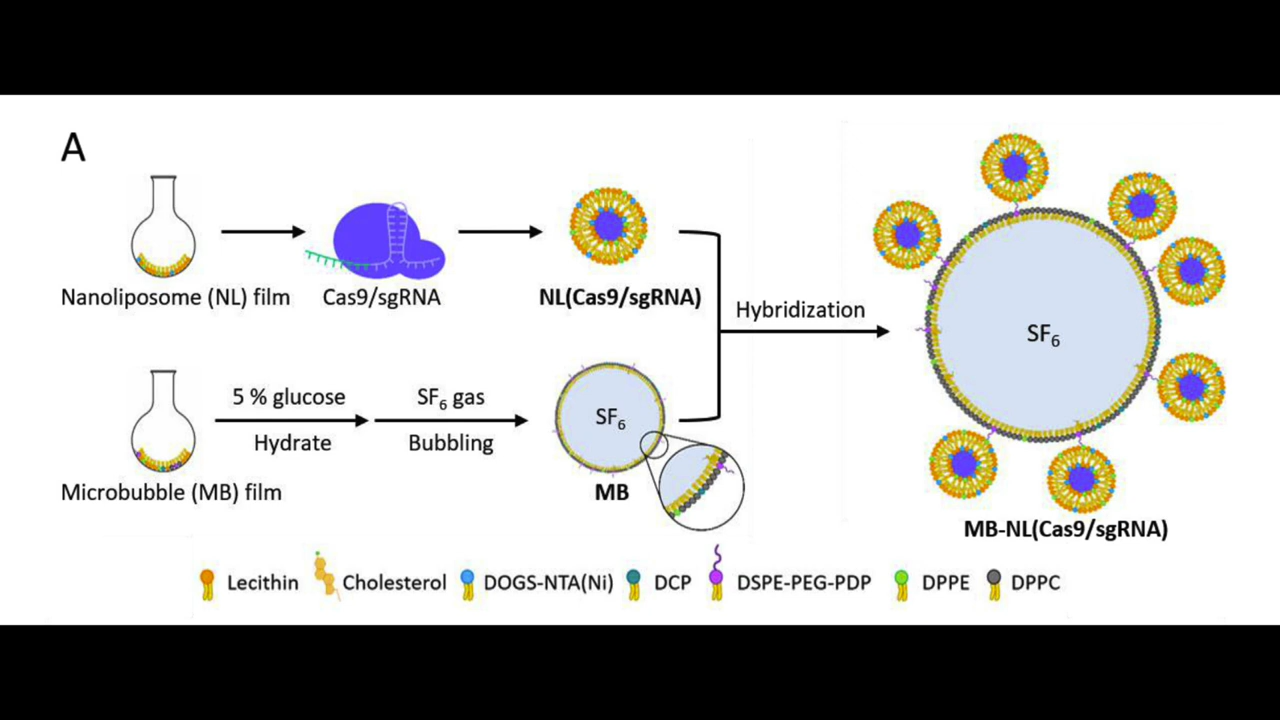 A
Nanoliposome (NL) film
Cas9/sgRNA
NL(Cas9/sgRNA)
Hybridization
5 % glucose
Hydrate
SF₆ gas
Bubbling
SF₆
MB
Microbubble (MB) film
SF₆
MB-NL(Cas9/sgRNA)
Lecithin Cholesterol DOGS-NTA(Ni) DCP DSPE-PEG-PDP DPPE DPPC